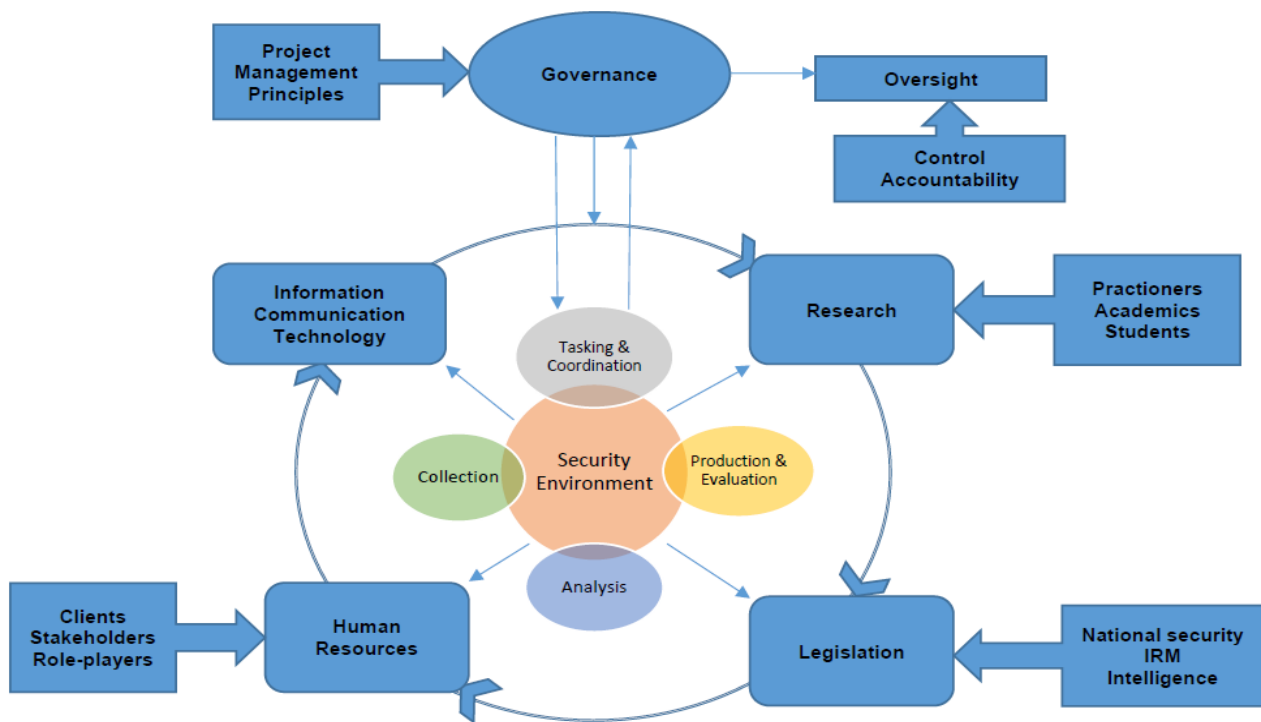 Project
Management
Principles
Governance
Oversight
Control
Accountability
Information
Communication
Technology
Research
Practioners
Academics
Students
Tasking &
Coordination
Collection
Security
Environment
Production &
Evaluation
Analysis
Clients
Stakeholders
Role-players
Human
Resources
Legislation
National security
IRM
Intelligence